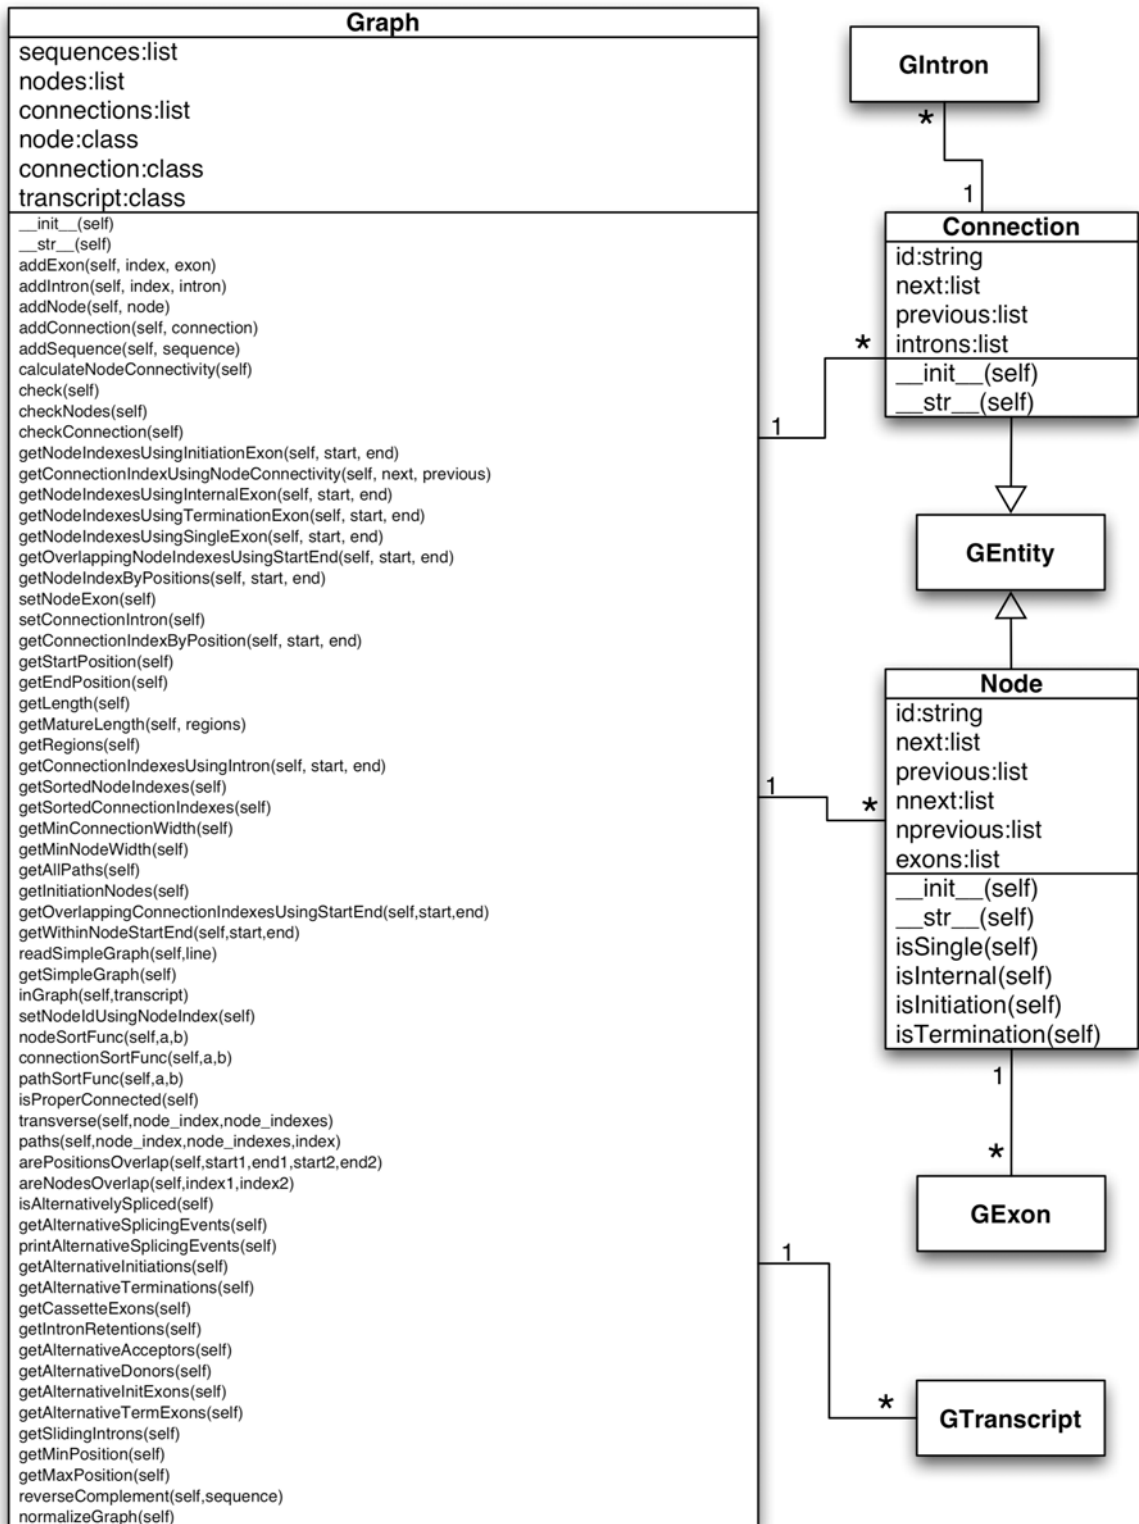 Graph
sequences:list
nodes:list
connections:list
node:class
connection:class
transcript:class
__init__(self)
__str__(self)
addExon(self, index, exon)
addIntron(self, index, intron)
addNode(self, node)
addConnection(self, connection)
addSequence(self, sequence)
calculateNodeConnectivity(self)
check(self)
checkNodes(self)
checkConnection(self)
getNodeIndexesUsingInitiationExon(self, start, end)
getConnectionIndexUsingNodeConnectivity(self, next, previous)
getNodeIndexesUsingInternalExon(self, start, end)
getNodeIndexesUsingTerminationExon(self, start, end)
getNodeIndexesUsingSingleExon(self, start, end)
getOverlappingNodeIndexesUsingStartEnd(self, start, end)
getNodeIndexByPositions(self, start, end)
setNodeExon(self)
setConnectionIntron(self)
getConnectionIndexByPosition(self, start, end)
getStartPosition(self)
getEndPosition(self)
getLength(self)
getMatureLength(self, regions)
getRegions(self)
getConnectionIndexesUsingIntron(self, start, end)
getSortedNodeIndexes(self)
getSortedConnectionIndexes(self)
getMinConnectionWidth(self)
getMinNodeWidth(self)
getAllPaths(self)
getInitiationNodes(self)
getOverlappingConnectionIndexesUsingStartEnd(self,start,end)
getWithinNodeStartEnd(self,start,end)
readSimpleGraph(self,line)
getSimpleGraph(self)
inGraph(self,transcript)
setNodeIdUsingNodeIndex(self)
nodeSortFunc(self,a,b)
connectionSortFunc(self,a,b)
pathSortFunc(self,a,b)
isProperConnected(self)
transverse(self,node_index,node_indexes)
paths(self,node_index,node_indexes,index)
arePositionsOverlap(self,start1,end1,start2,end2)
areNodesOverlap(self,index1,index2)
isAlternativelySpliced(self)
getAlternativeSplicingEvents(self)
printAlternativeSplicingEvents(self)
getAlternativeInitiations(self)
getAlternativeTerminations(self)
getCassetteExons(self)
getIntronRetentions(self)
getAlternativeAcceptors(self)
getAlternativeDonors(self)
getAlternativeInitExons(self)
getAlternativeTermExons(self)
getSlidingIntrons(self)
getMinPosition(self)
getMaxPosition(self)
reverseComplement(self,sequence)
normalizeGraph(self)
GIntron
*
1
Connection
id:string
next:list
previous:list
introns:list
__init__(self)
__str__(self)
*
1
GEntity
Node
id:string
next:list
previous:list
nnext:list
nprevious:list
exons:list
__init__(self)
__str__(self)
isSingle(self)
isInternal(self)
isInitiation(self)
isTermination(self)
1
*
1
*
GExon
1
*
GTranscript